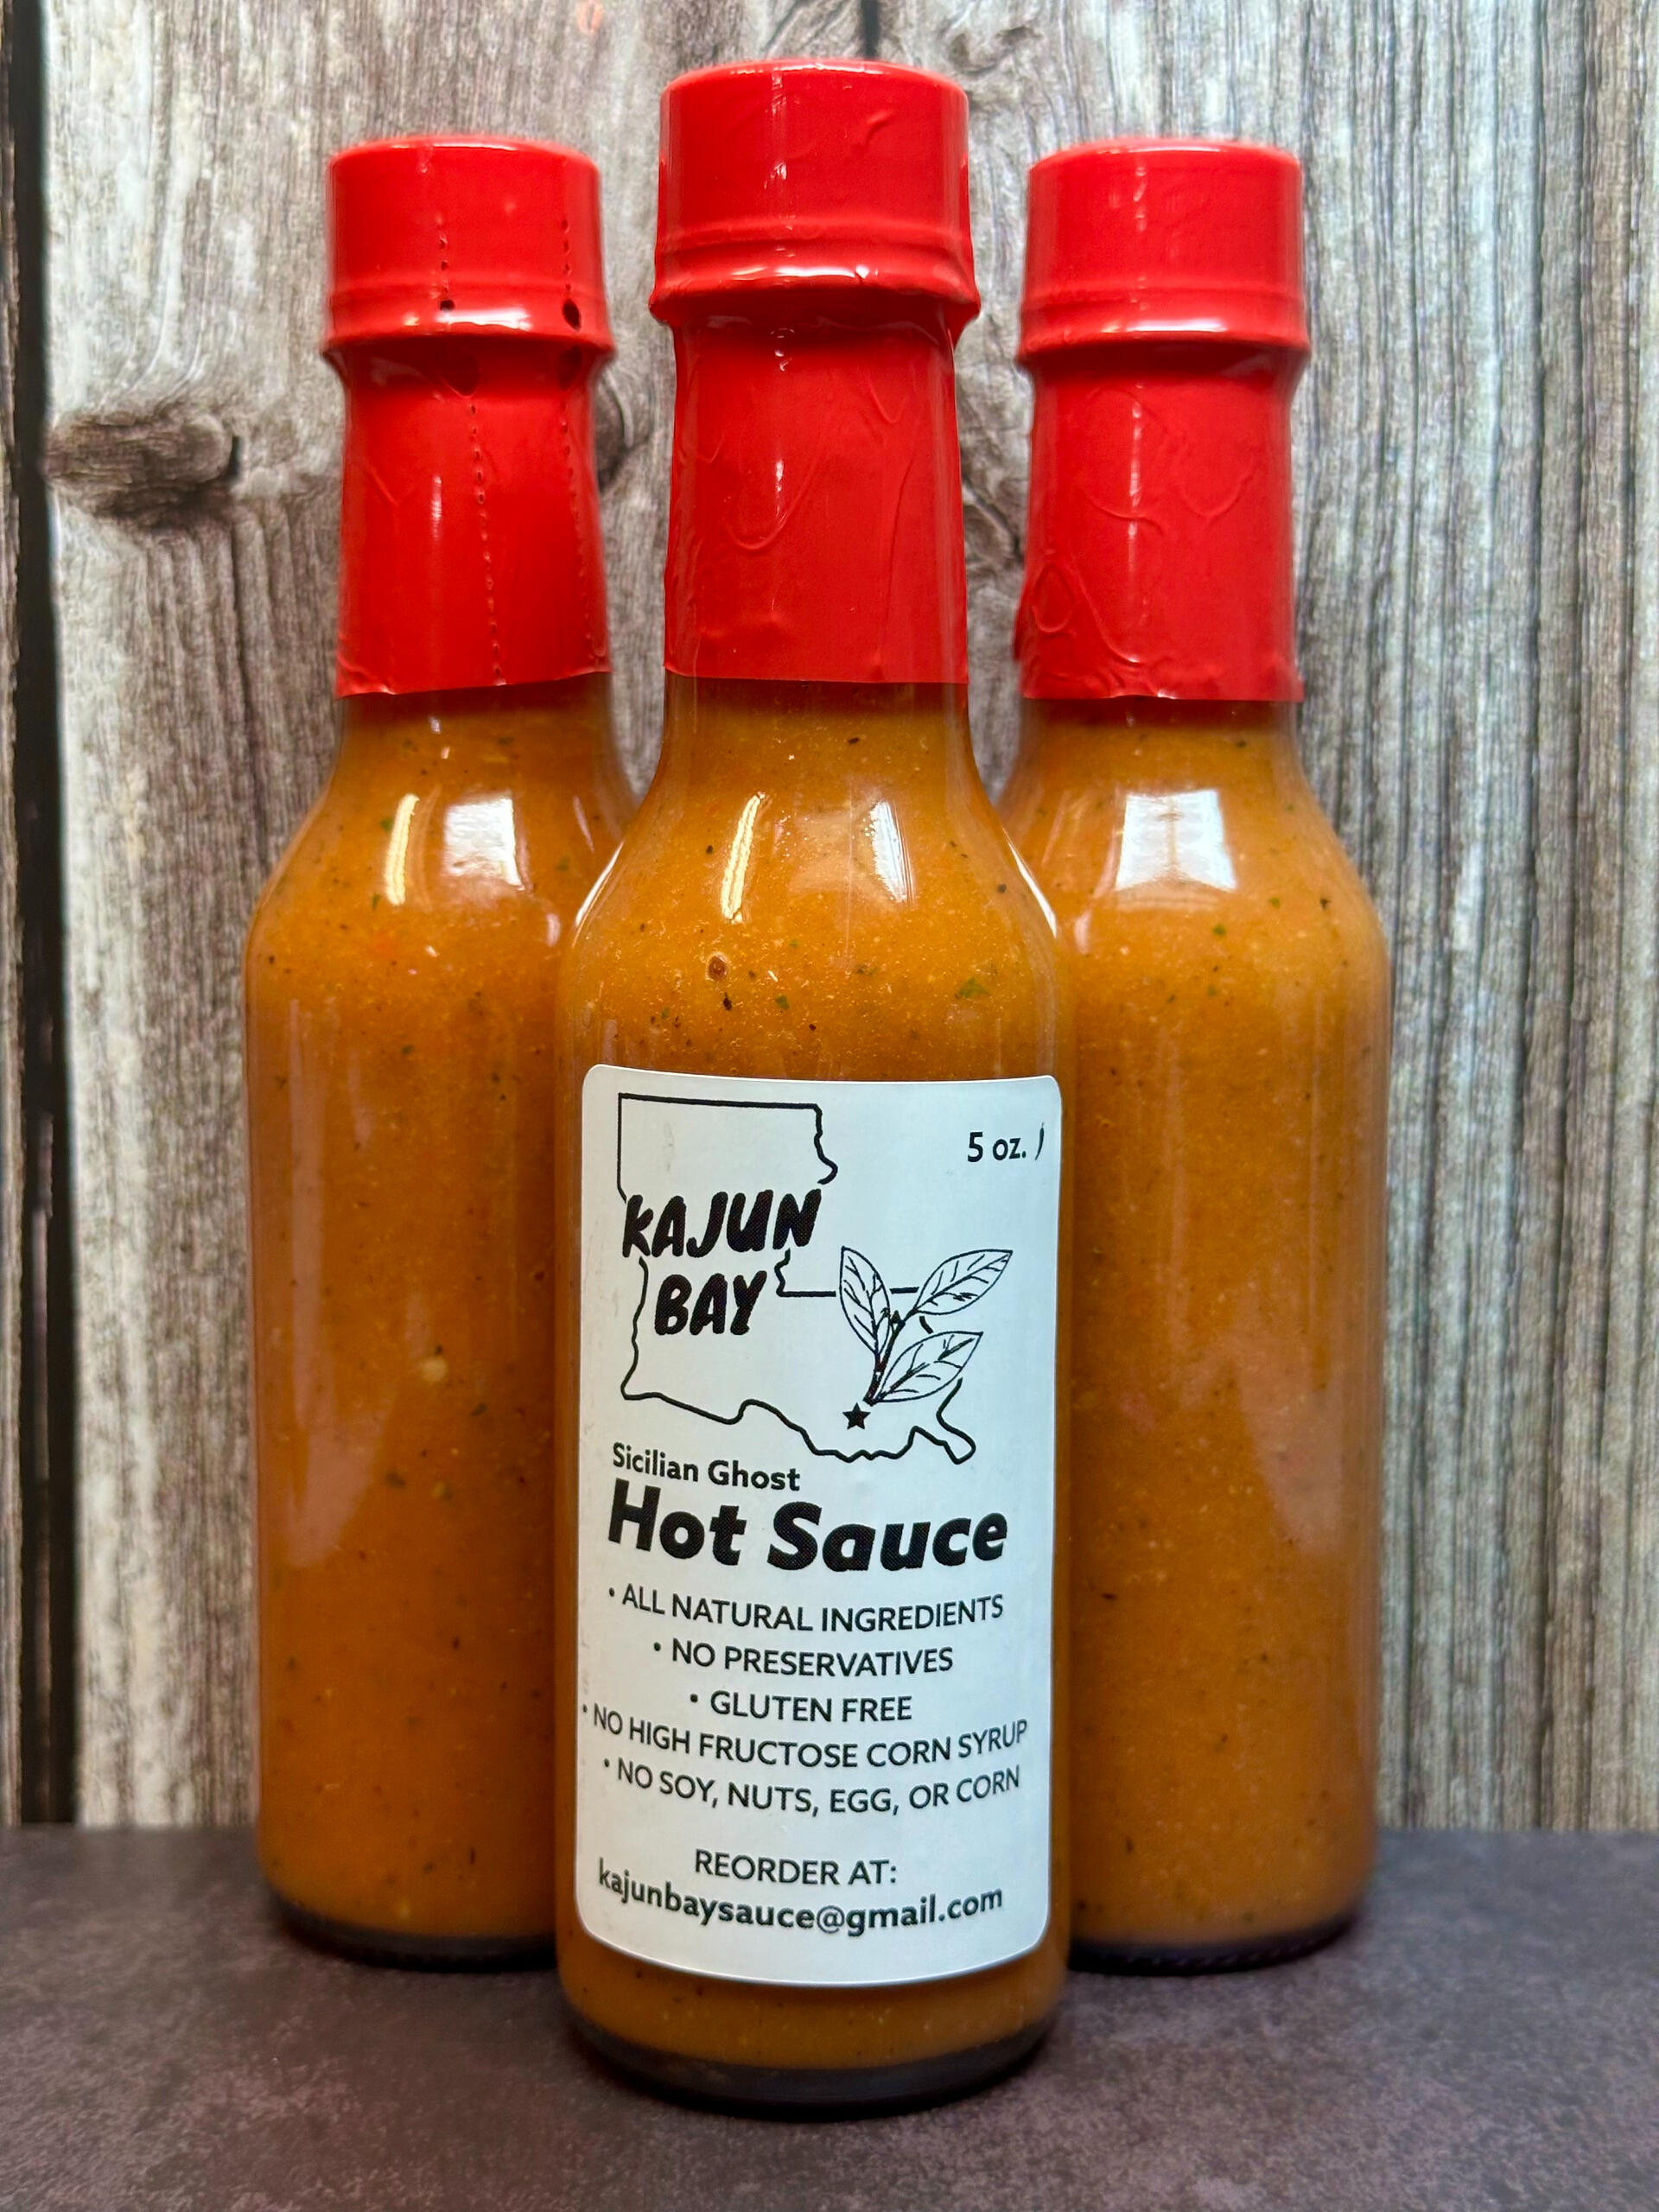 5 oz.
KAJUN
BAY
Sicilian Ghost
Hot Sauce
• ALL NATURAL INGREDIENTS
• NO PRESERVATIVES
• GLUTEN FREE
• NO HIGH FRUCTOSE CORN SYRUP
• NO SOY, NUTS, EGG, OR CORN
REORDER AT:
kajunbaysauce@gmail.com